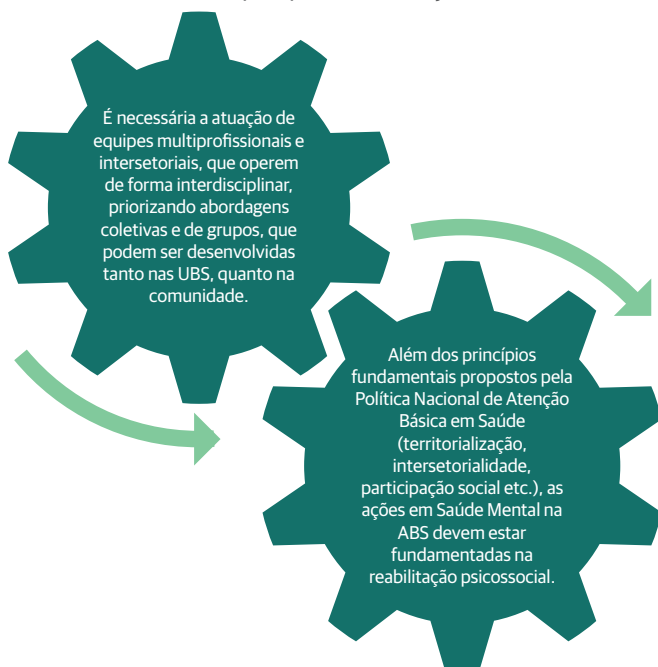 É necessária a atuação de
equipes multiprofissionais e
intersetoriais, que operem
de forma interdisciplinar,
priorizando abordagens
coletivas e de grupos, que
podem ser desenvolvidas
tanto nas UBS, quanto na
comunidade.
Além dos princípios
fundamentais propostos pela
Política Nacional de Atenção
Básica em Saúde
(territorialização,
intersetorialidade,
participação social etc.), as
ações em Saúde Mental na
ABS devem estar
fundamentadas na
reabilitação psicossocial.